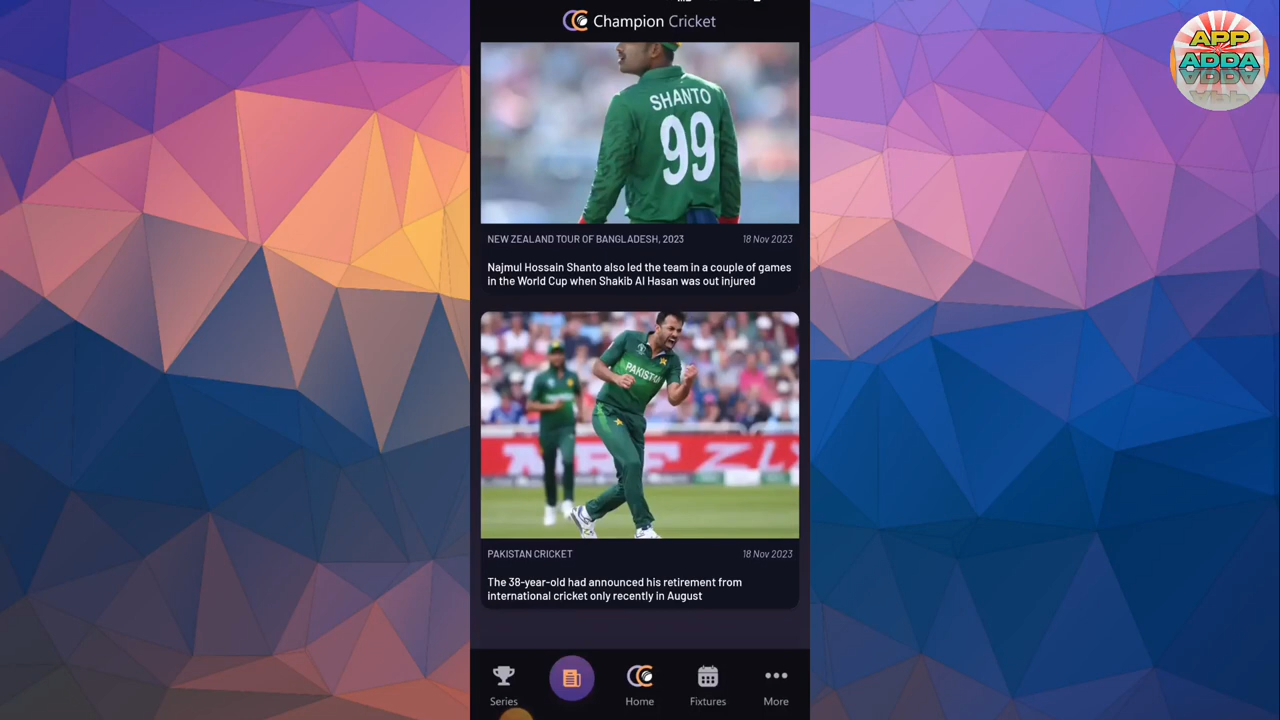 Champion Cricket
APP
ADDA
SHANTO
99
NEW ZEALAND TOUR OF BANGLADESH, 2023
18 Nov 2023
Najmul Hossain Shanto also led the team in a couple of games
in the World Cup when Shakib Al Hasan was out injured
PAKISTAN
PAKISTAN CRICKET
18 Nov 2023
The 38-year-old had announced his retirement from
international cricket only recently in August
Series
Home
Fixtures
More